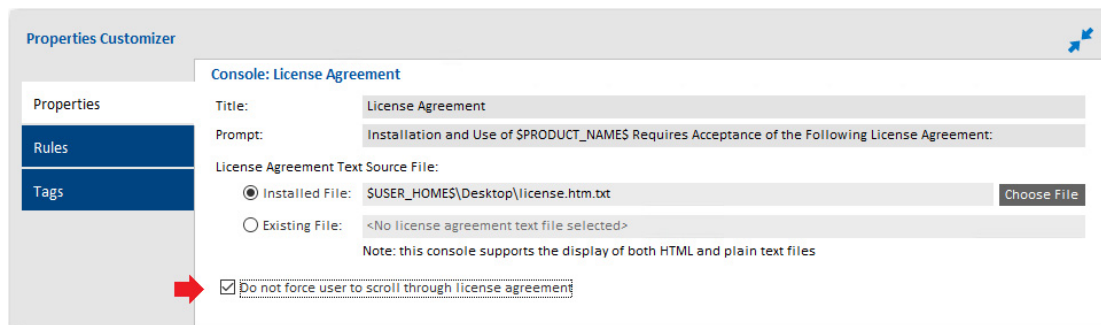 Properties Customizer
Console: License Agreement
Properties
Title:
License Agreement
Prompt:
Installation and Use of $PRODUCT_NAME$ Requires Acceptance of the Following License Agreement:
Rules
License Agreement Text Source File:
Tags
Installed File:
$USER_HOME$\Desktop\license.htm.txt
Choose File
Existing File:
<No license agreement text file selected>
Note: this console supports the display of both HTML and plain text files
Do not force user to scroll through license agreement